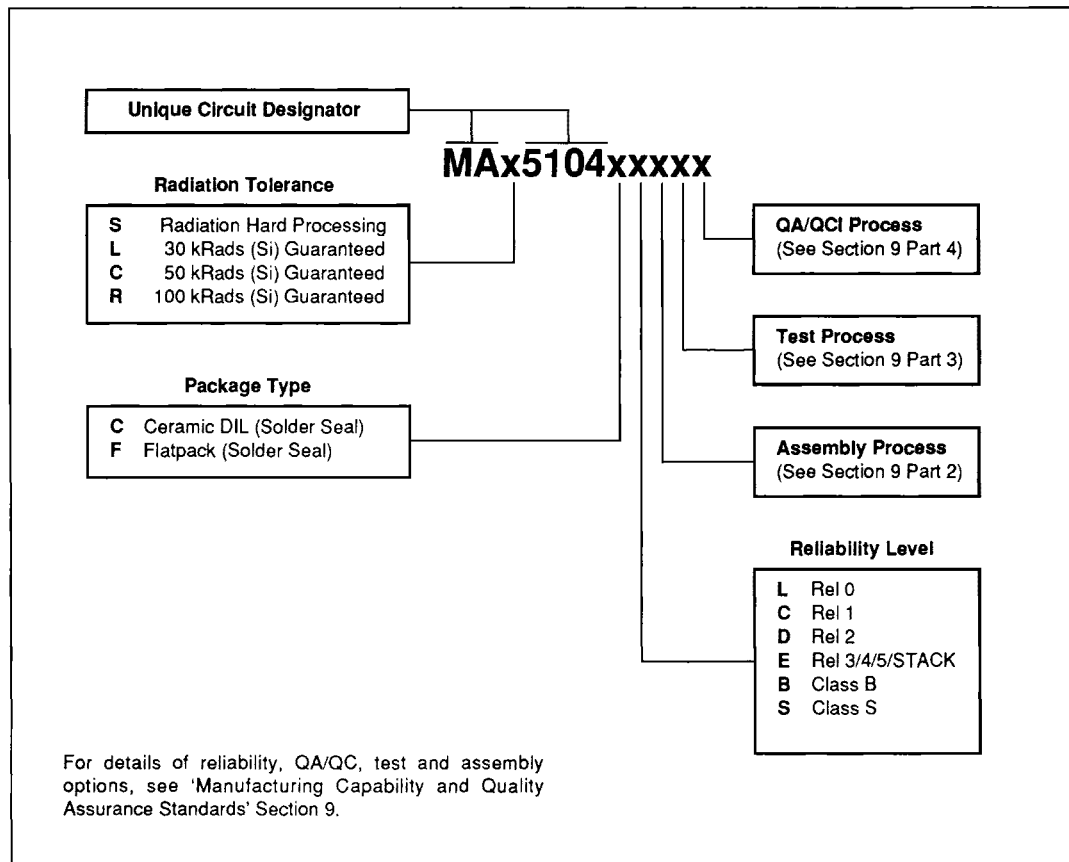 Unique Circuit Designator
MAx5104xxxxx
Radiation Tolerance
S Radiation Hard Processing
L 30 kRads (Si) Guaranteed
C 50 kRads (Si) Guaranteed
R 100 kRads (Si) Guaranteed
Package Type
C Ceramic DIL (Solder Seal)
F Flatpack (Solder Seal)
QA/QCI Process
(See Section 9 Part 4)
Test Process
(See Section 9 Part 3)
Assembly Process
(See Section 9 Part 2)
Reliability Level
L Rel 0
C Rel 1
D Rel 2
E Rel 3/4/5/STACK
B Class B
S Class S
For details of reliability, QA/QC, test and assembly
options, see ‘Manufacturing Capability and Quality
Assurance Standards’ Section 9.